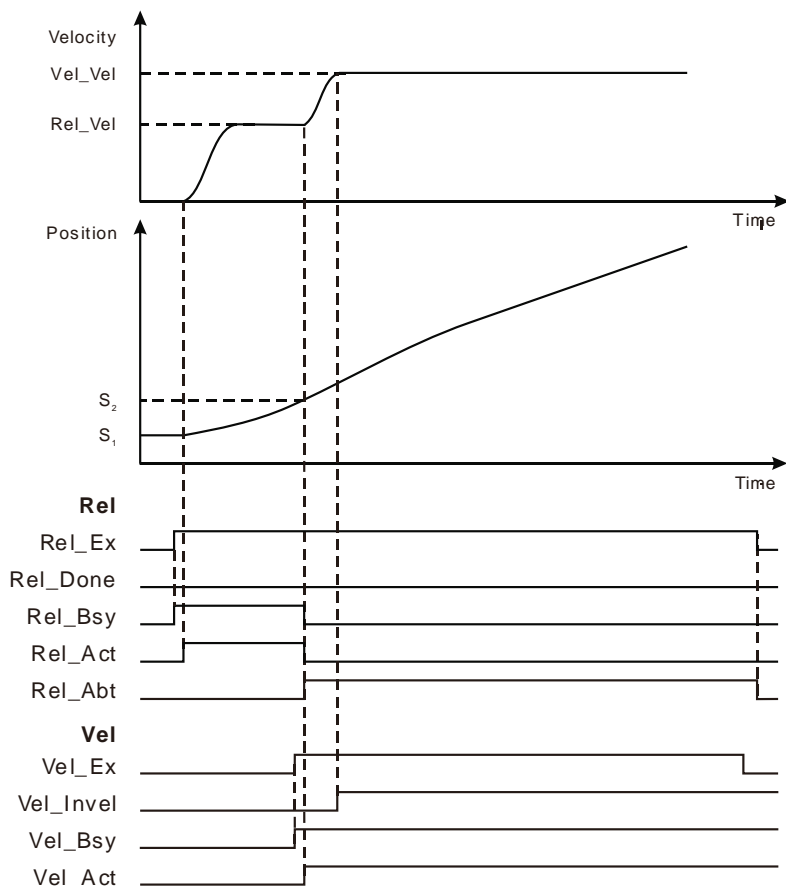 Velocity
Vel_Vel
Rel_Vel
Time
Position
S2
S1
Time
Rel
Rel_Ex
Rel_Done
Rel_Bsy
Rel_Act
Rel_Abt
Vel
Vel_Ex
Vel_Invel
Vel_Bsy
Vel Act